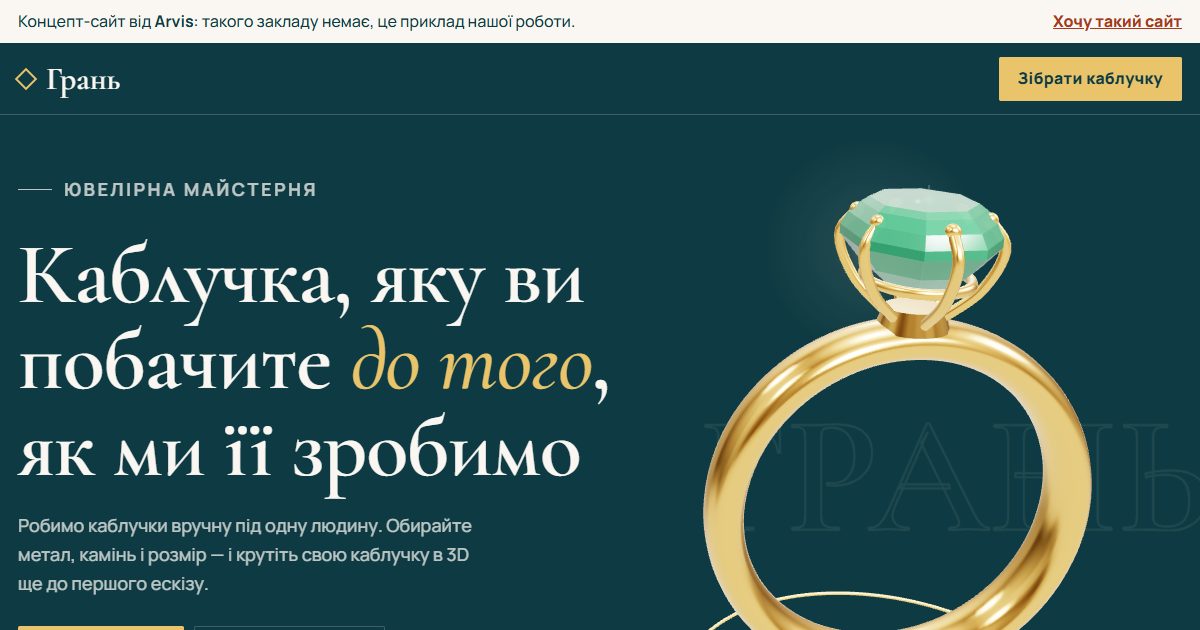 Концепт-сайт від Arvis: такого закладу немає, це приклад нашої роботи.
Хочу такий сайт
Грань
Зібрати каблучку
ЮВЕЛІРНА МАЙСТЕРНЯ
Каблучка, яку ви
побачите до того,
як ми її зробимо
ГРАНЬ
Робимо каблучки вручну під одну людину. Обирайте
метал, камінь і розмір — і крутіть свою каблучку в 3D
ще до першого ескізу.